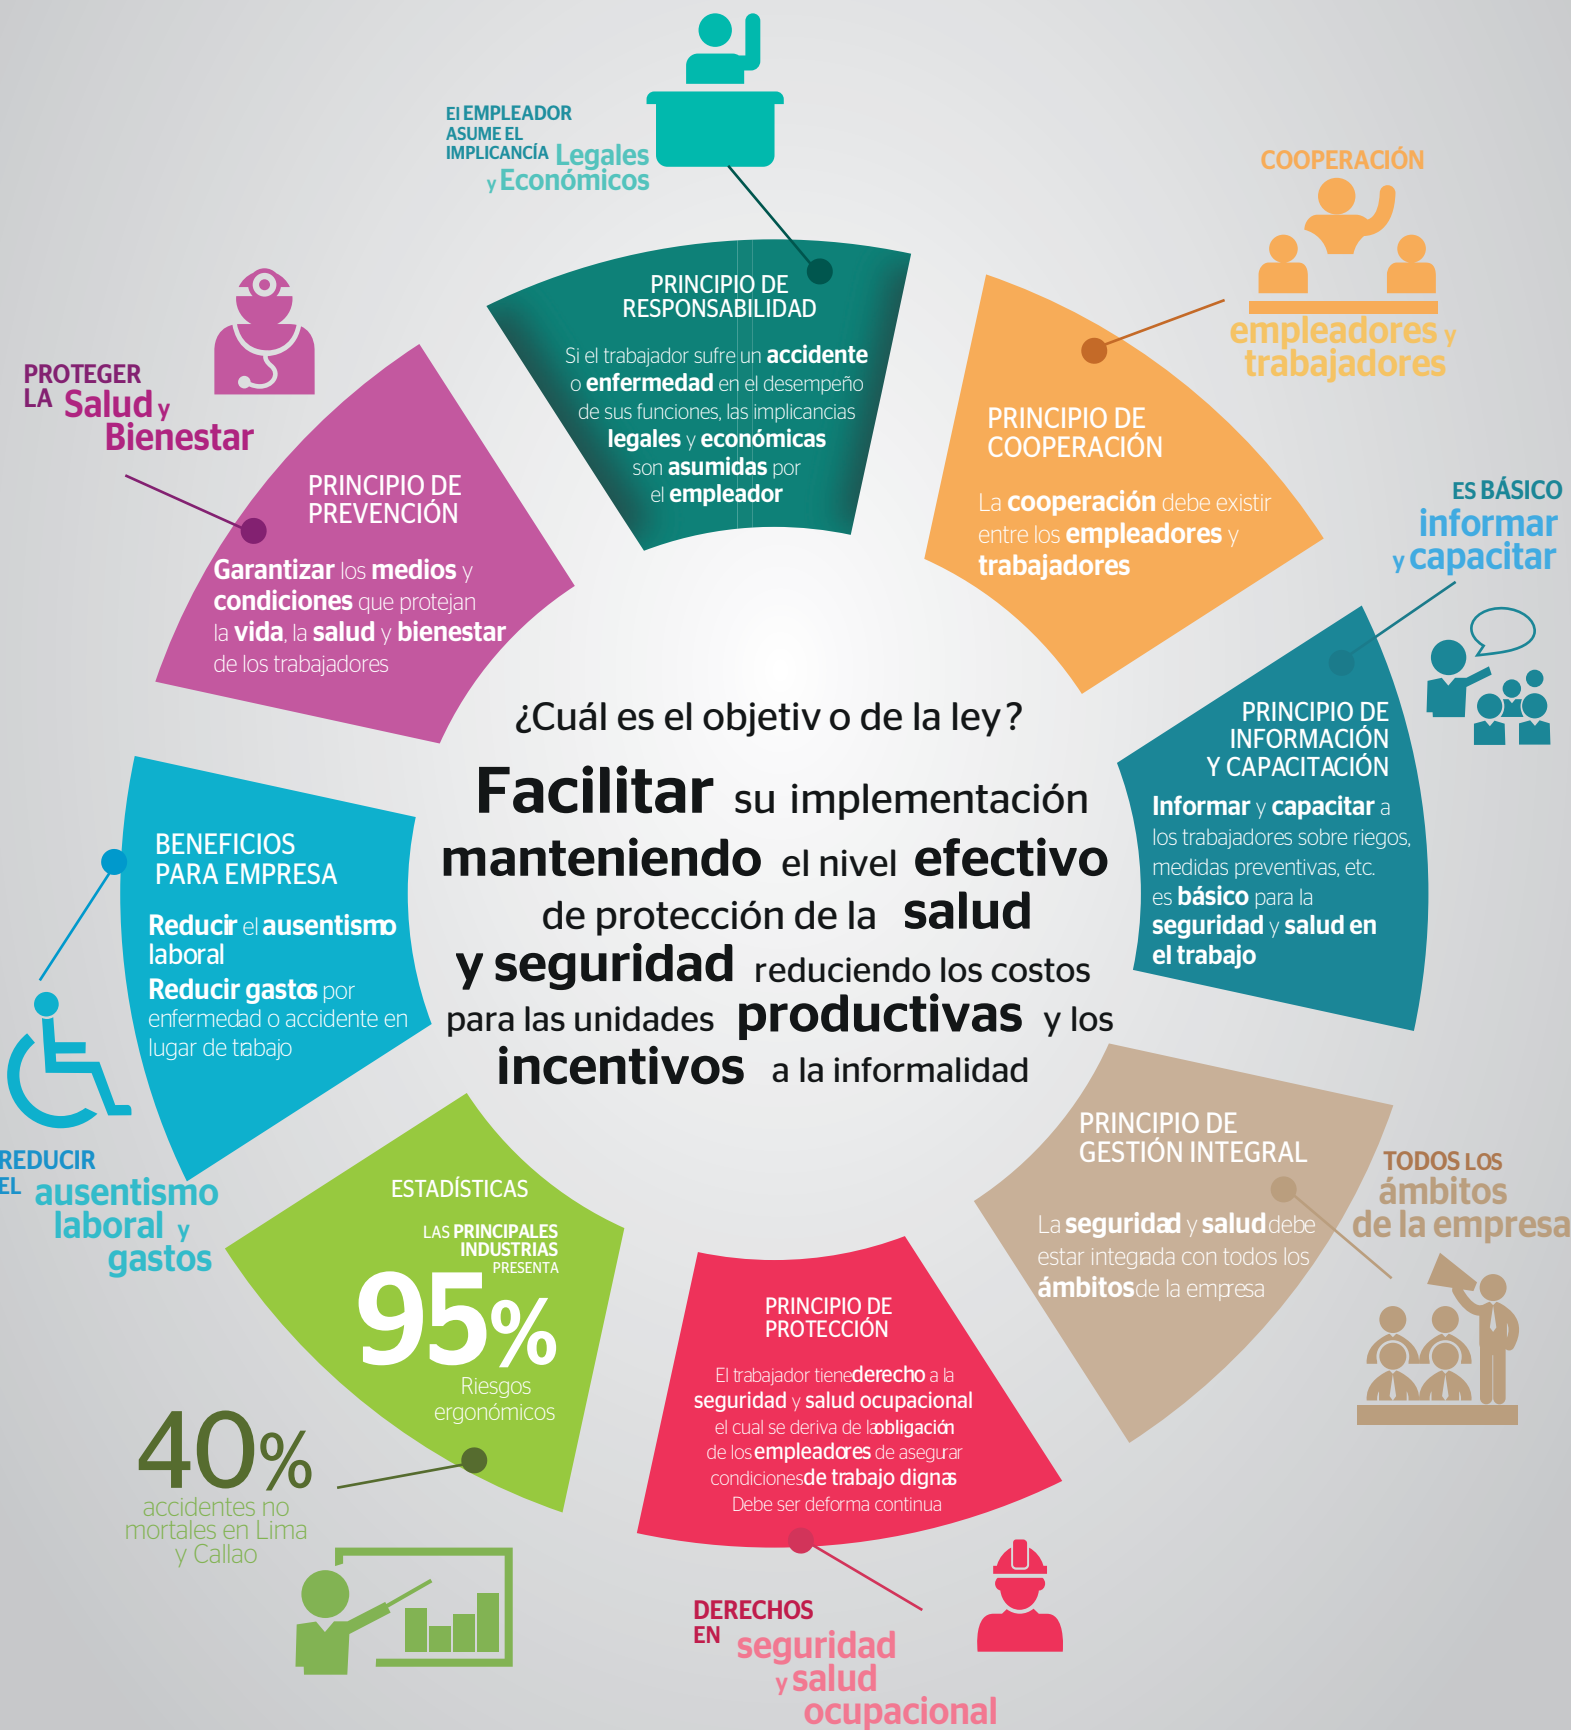 El EMPLEADOR
ASUME EL
IMPLICANCÍA Legales
y Económicos
PRINCIPIO DE
RESPONSABILIDAD
Si el trabajador sufre un accidente
o enfermedad en el desempeño
de sus funciones, las implicancias
legales y económicas
son asumidas por
el empleador
COOPERACIÓN
empleadores y
trabajadores
PRINCIPIO DE
COOPERACIÓN
La cooperación debe existir
entre los empleadores y
trabajadores
ES BÁSICO
informar
y capacitar
PRINCIPIO DE
INFORMACIÓN
Y CAPACITACIÓN
Informar y capacitar a
los trabajadores sobre riegos,
medidas preventivas, etc.
es básico para la
seguridad y salud en
el trabajo
PRINCIPIO DE
GESTIÓN INTEGRAL
La seguridad y salud debe
estar integrada con todos los
ámbitos de la empresa
TODOS LOS
ámbitos
de la empresa
PRINCIPIO DE
PROTECCIÓN
El trabajador tiene derecho a la
seguridad y salud ocupacional
el cual se deriva de la obligación
de los empleadores de asegurar
condiciones de trabajo dignas
Debe ser deforma continua
DERECHOS
EN seguridad
y salud
ocupacional
ESTADÍSTICAS
LAS PRINCIPALES
INDUSTRIAS
PRESENTA
95%
Riesgos
ergonómicos
40%
accidentes no
mortales en Lima
y Callao
BENEFICIOS
PARA EMPRESA
Reducir el ausentismo
laboral
Reducir gastos por
enfermedad o accidente en
lugar de trabajo
REDUCIR
EL ausentismo
laboral y
gastos
PROTEGER
LA Salud y
Bienestar
PRINCIPIO DE
PREVENCIÓN
Garantizar los medios y
condiciones que protejan
la vida, la salud y bienestar
de los trabajadores
¿Cuál es el objetiv o de la ley?
Facilitar su implementación
manteniendo el nivel efectivo
de protección de la salud
y seguridad reduciendo los costos
para las unidades productivas y los
incentivos a la informalidad